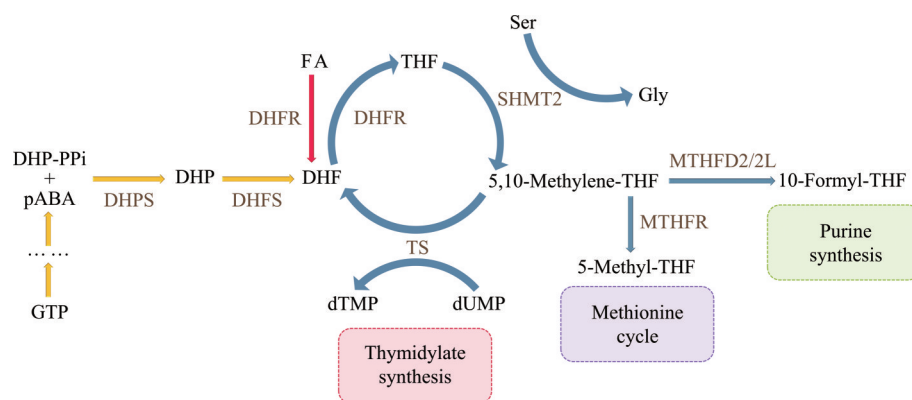 Ser
FA
THF
SHMT2
Gly
DHFR
DHFR
DHP-PPi
+
pABA
DHPS
DHP
DHFS
DHF
5,10-Methylene-THF
MTHFD2/2L
10-Formyl-THF
MTHFR
Purine
synthesis
TS
... ...
5-Methyl-THF
GTP
dTMP
dUMP
Methionine
cycle
Thymidylate
synthesis